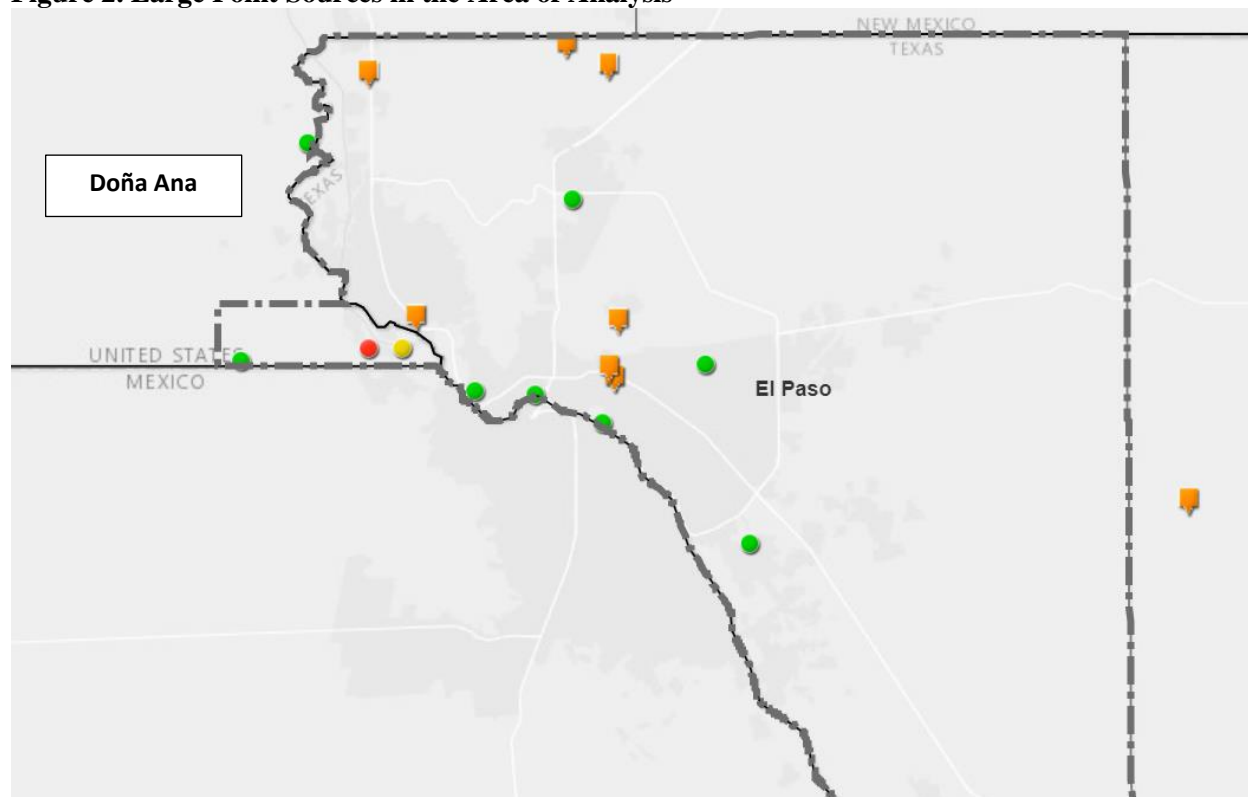 Figure 2. Large Point Sources in the Area of Analysis
NEW MEXICO
TEXAS
Doña Ana
EXAS
UNITED STATES
MEXICO
El Paso